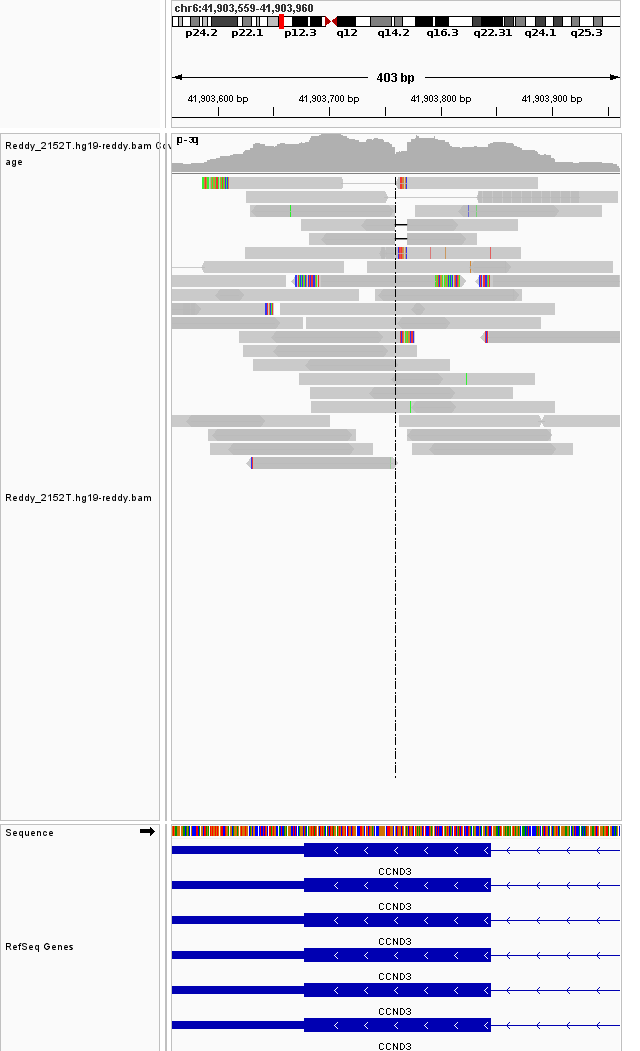 chr6:41,903,559-41,903,960
p24.2 p22.1 p12.3 q12 q14.2 q16.3 q22.31 q24.1 q25.3
403 bp
41,903,600 bp 41,903,700 bp 41,903,800 bp 41,903,900 bp
Reddy_2152T.hg19-reddy.bam Cov
age
Reddy_2152T.hg19-reddy.bam
Sequence
CCND3
CCND3
CCND3
RefSeq Genes
CCND3
CCND3
CCND3